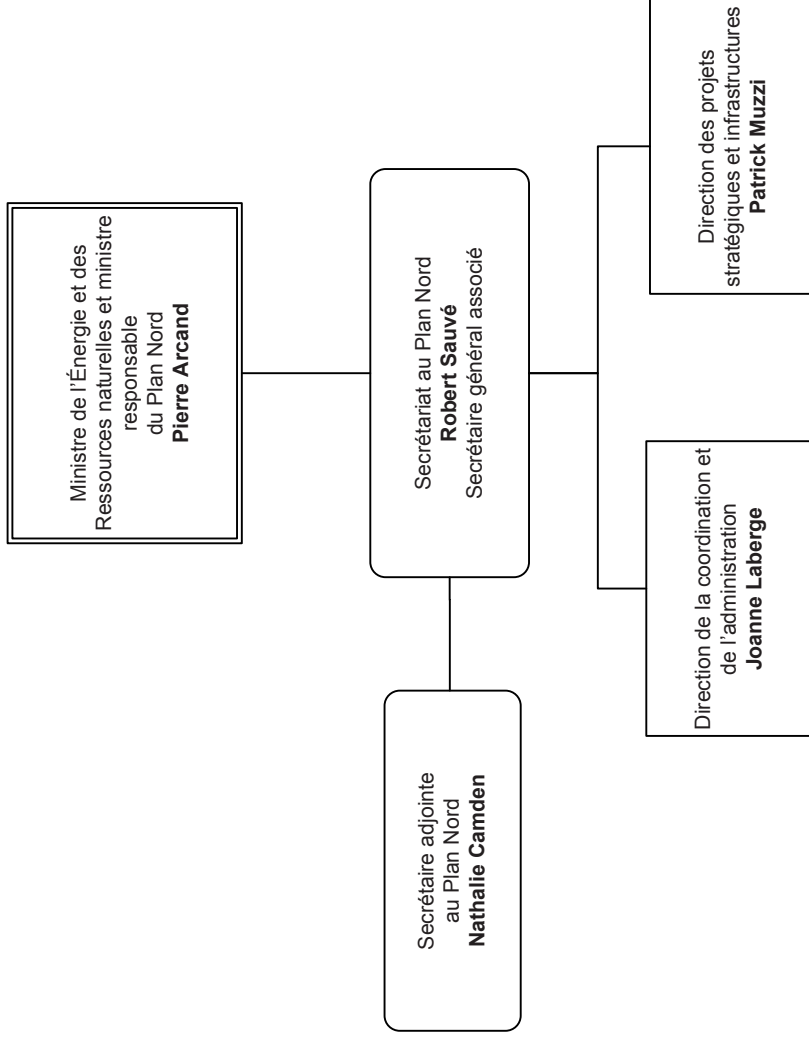 Ministre de l'Énergie et des
Ressources naturelles et ministre
responsable
du Plan Nord
Pierre Arcand
Secrétariat au Plan Nord
Robert Sauvé
Secrétaire général associé
Secrétaire adjointe
au Plan Nord
Nathalie Camden
Direction de la coordination et
de l'administration
Joanne Laberge
Direction des projets
stratégiques et infrastructures
Patrick Muzzi